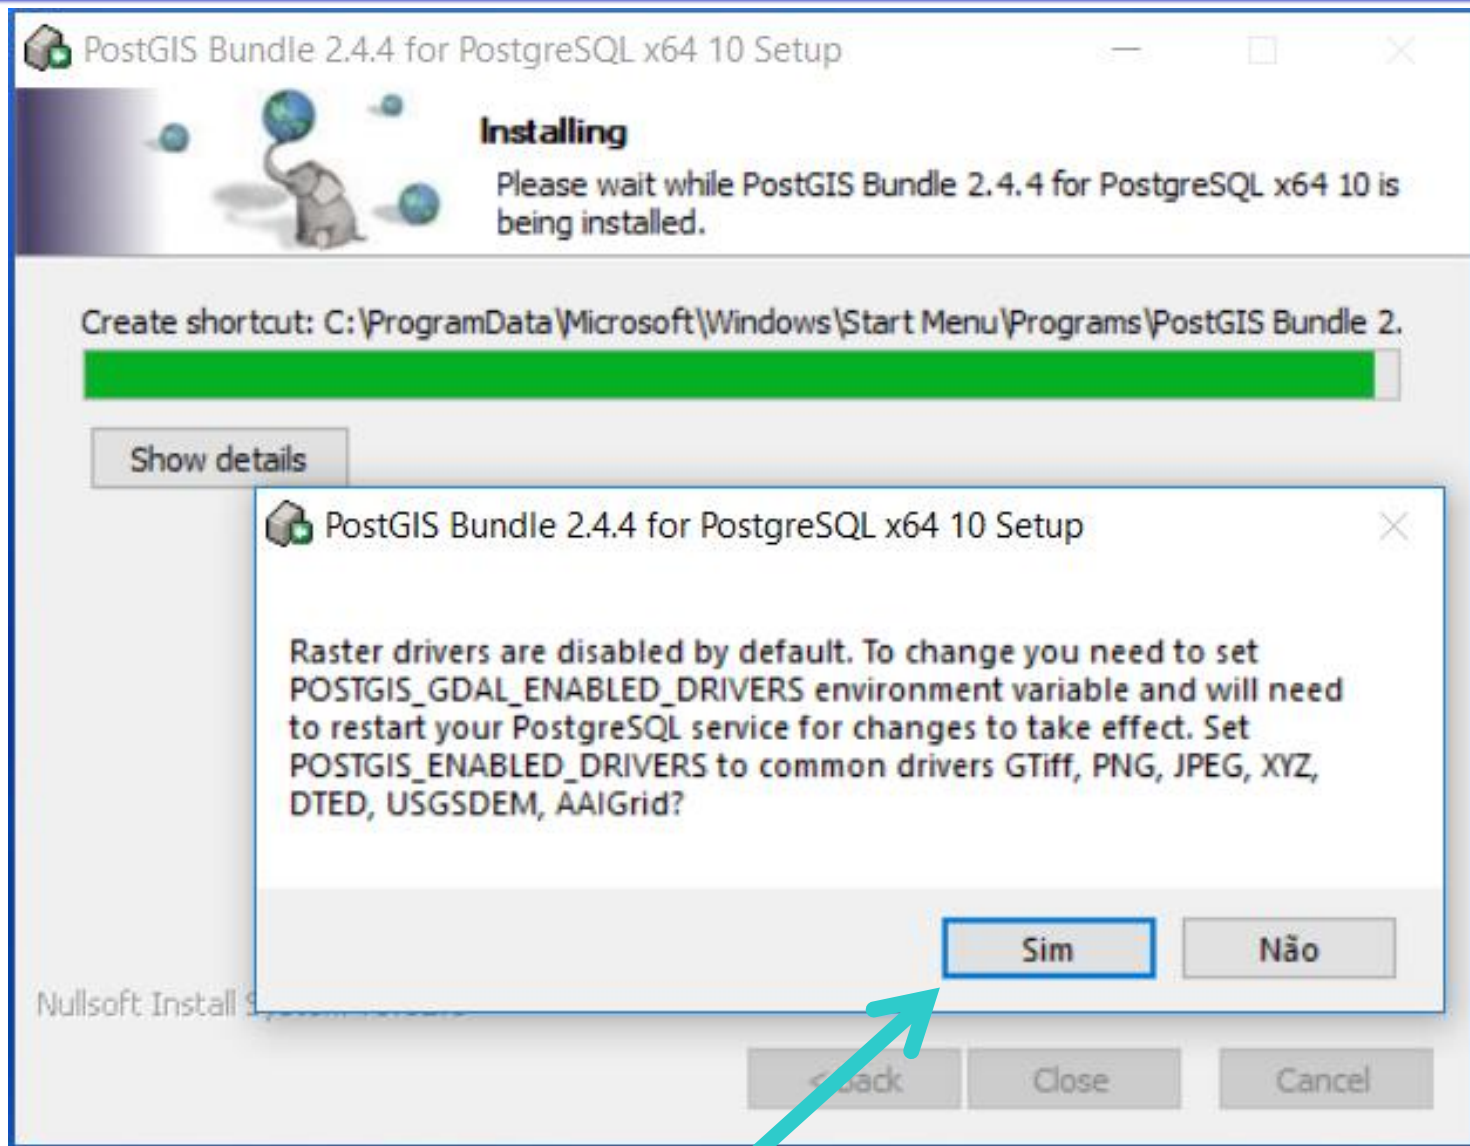 PostGIS Bundle 2.4.4 for PostgreSQL x64 10 Setup
Installing
Please wait while PostGIS Bundle 2.4.4 for PostgreSQL x64 10 is
being installed.
Create shortcut: C:\ProgramData\Microsoft\Windows\Start Menu\Programs\PostGIS Bundle 2.
Show details
PostGIS Bundle 2.4.4 for PostgreSQL x64 10 Setup
Raster drivers are disabled by default. To change you need to set
POSTGIS_GDAL_ENABLED_DRIVERS environment variable and will need
to restart your PostgreSQL service for changes to take effect. Set
POSTGIS_ENABLED_DRIVERS to common drivers GTiff, PNG, JPEG, XYZ,
DTED, USGSDEM, AAIGrid?
Sim Não
Nullsoft Install
< Back Close Cancel